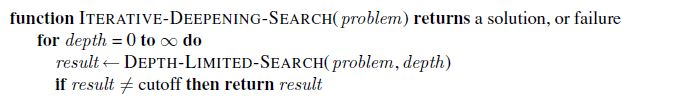 function ITERATIVE-DEEPENING-SEARCH(problem) returns a solution, or failure
for depth = 0 to ∞ do
result ← DEPTH-LIMITED-SEARCH(problem, depth)
if result ≠ cutoff then return result